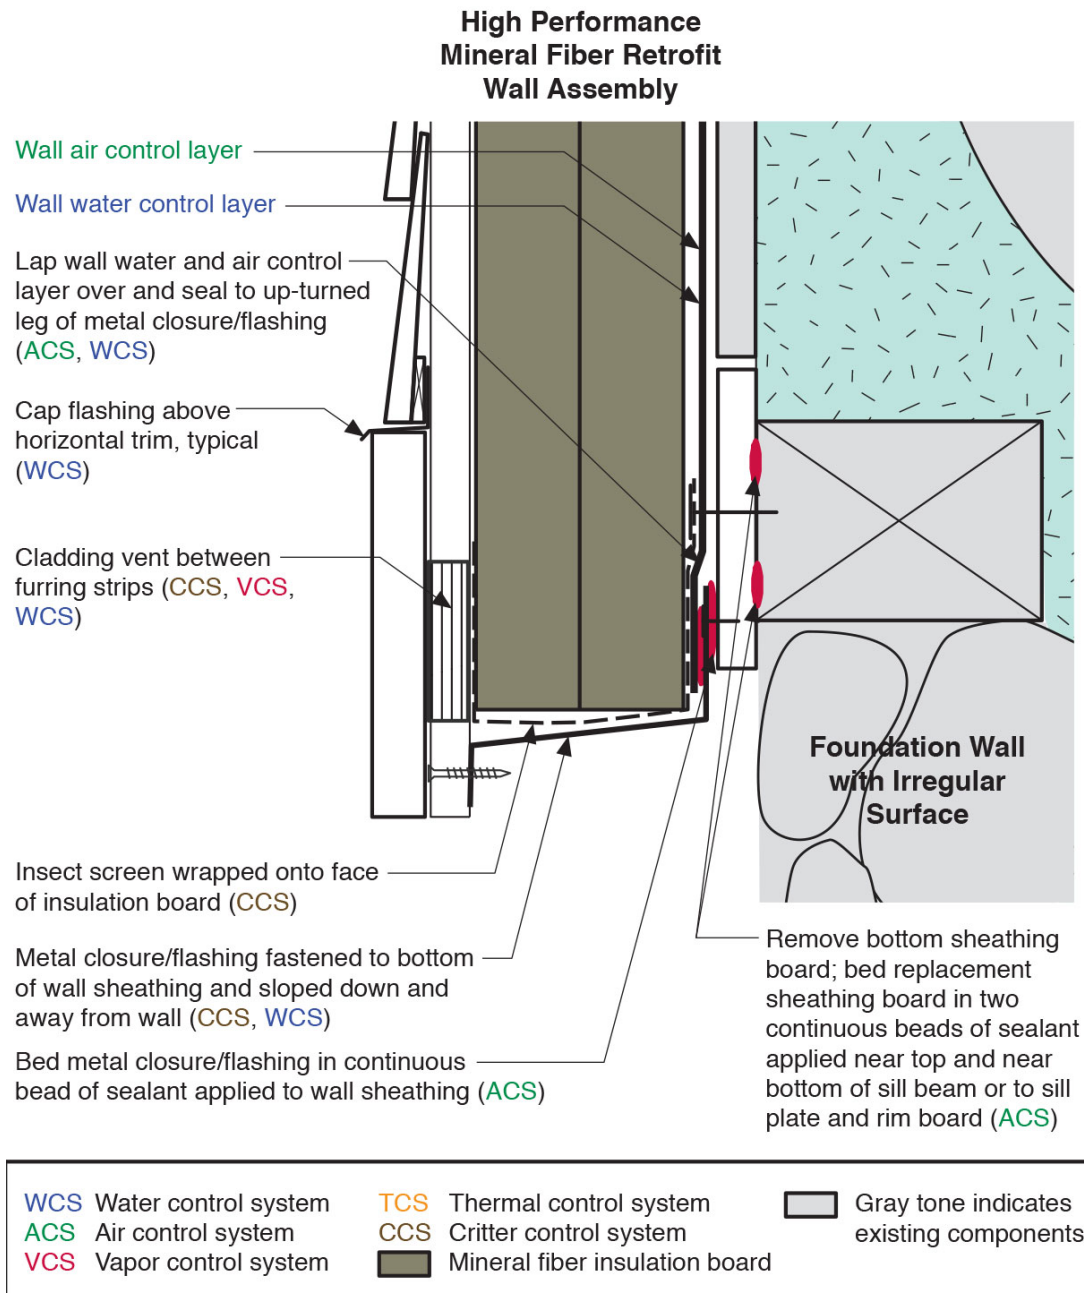 High Performance
Mineral Fiber Retrofit
Wall Assembly
Wall air control layer
Wall water control layer
Lap wall water and air control
layer over and seal to up-turned
leg of metal closure/flashing
(ACS, WCS)
Cap flashing above
horizontal trim, typical
(WCS)
Cladding vent between
furring strips (CCS, VCS,
WCS)
Foundation Wall
with Irregular
Surface
Insect screen wrapped onto face
of insulation board (CCS)
Metal closure/flashing fastened to bottom
of wall sheathing and sloped down and
away from wall (CCS, WCS)
Bed metal closure/flashing in continuous
bead of sealant applied to wall sheathing (ACS)
Remove bottom sheathing
board; bed replacement
sheathing board in two
continuous beads of sealant
applied near top and near
bottom of sill beam or to sill
plate and rim board (ACS)
WCS Water control system
ACS Air control system
VCS Vapor control system
TCS Thermal control system
CCS Critter control system
Mineral fiber insulation board
Gray tone indicates
existing components